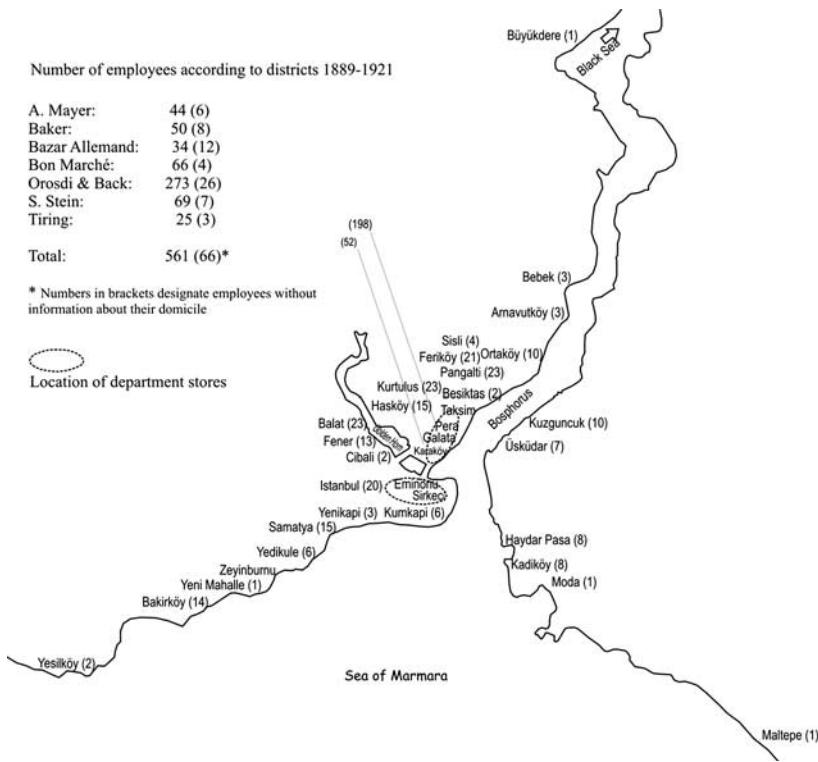 Büyükdere (1)
Black Sea
Number of employees according to districts 1889-1921
A. Mayer: 44 (6)
Baker: 50 (8)
Bazar Allemand: 34 (12)
Bon Marché: 66 (4)
Orosdi & Back: 273 (26)
S. Stein: 69 (7)
Tiring: 25 (3)
Total: 561 (66)*
* Numbers in brackets designate employees without
information about their domicile
Location of department stores
(198)
(52)
Bebek (3)
Arnavutköy (3)
Sisli (4)
Feriköy (21)
Ortaköy (10)
Pangalti (23)
Kurtulus (23)
Besiktas (2)
Hasköy (15)
Taksim
Bosphorus
Kuzguncuk (10)
Balat (23)
Golden Horn
Pera
Fener (13)
Galata
Üsküdar (7)
Cibali (2)
Karaköy
Istanbul (20)
Eminönü
Sirkeci
Yenikapi (3)
Kumkapi (6)
Samatya (15)
Haydar Pasa (8)
Yedikule (6)
Kadiköy (8)
Zeyinburnu
Yeni Mahalle (1)
Moda (1)
Bakirköy (14)
Yesilköy (2)
Sea of Marmara
Maltepe (1)